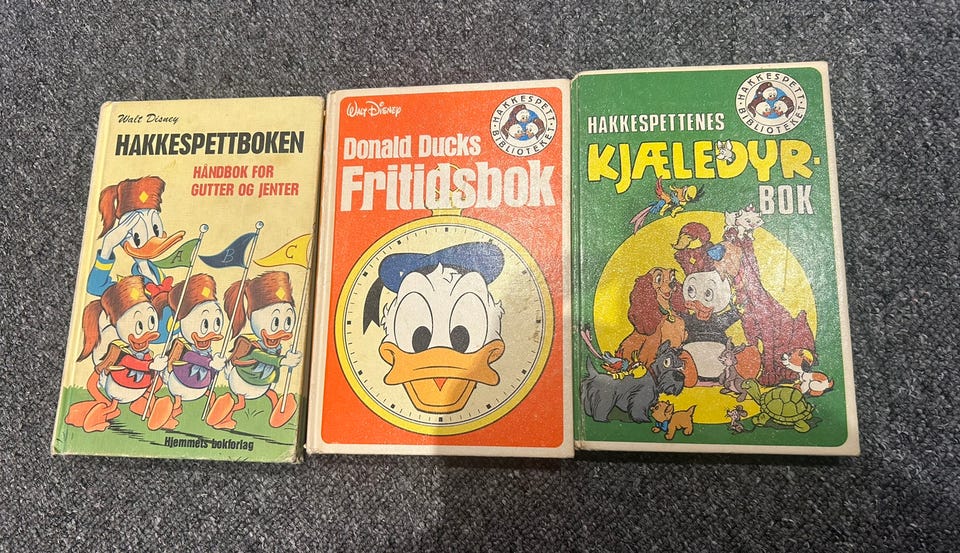 Walt Disney
HAKKESPETTBOKEN
HÅNDBOK FOR
GUTTER OG JENTER
A B C
Hjemmets bokforlag
WALT DISNEY
Donald Ducks
Fritidsbok
HAKKESPETT
BIBLIOTEKET
HAKKESPETTENES
KJÆLEDYR-
BOK
HAKKESPETT
BIBLIOTEKET